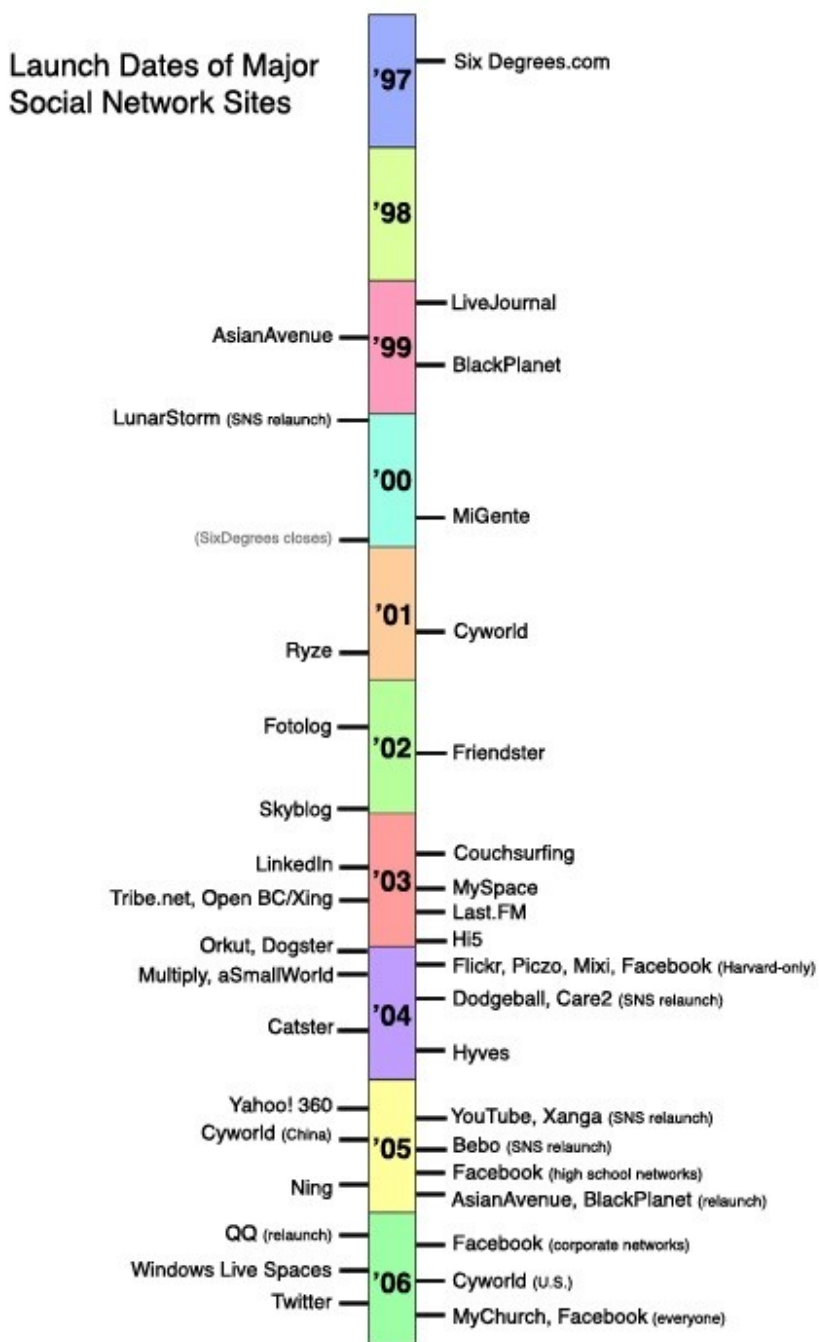 Launch Dates of Major
Social Network Sites
'97
Six Degrees.com
'98
LiveJournal
AsianAvenue
'99
BlackPlanet
LunarStorm (SNS relaunch)
'00
MiGente
(SixDegrees closes)
'01
Cyworld
Ryze
Fotolog
'02
Friendster
Skyblog
Couchsurfing
LinkedIn
'03
MySpace
Tribe.net, Open BC/Xing
Last.FM
Hi5
Orkut, Dogster
Flickr, Piczo, Mixi, Facebook (Harvard-only)
Multiply, aSmallWorld
Dodgeball, Care2 (SNS relaunch)
'04
Catster
Hyves
Yahoo! 360
YouTube, Xanga (SNS relaunch)
Cyworld (China)
'05
Bebo (SNS relaunch)
Facebook (high school networks)
Ning
AsianAvenue, BlackPlanet (relaunch)
QQ (relaunch)
Facebook (corporate networks)
Windows Live Spaces
'06
Cyworld (U.S.)
Twitter
MyChurch, Facebook (everyone)